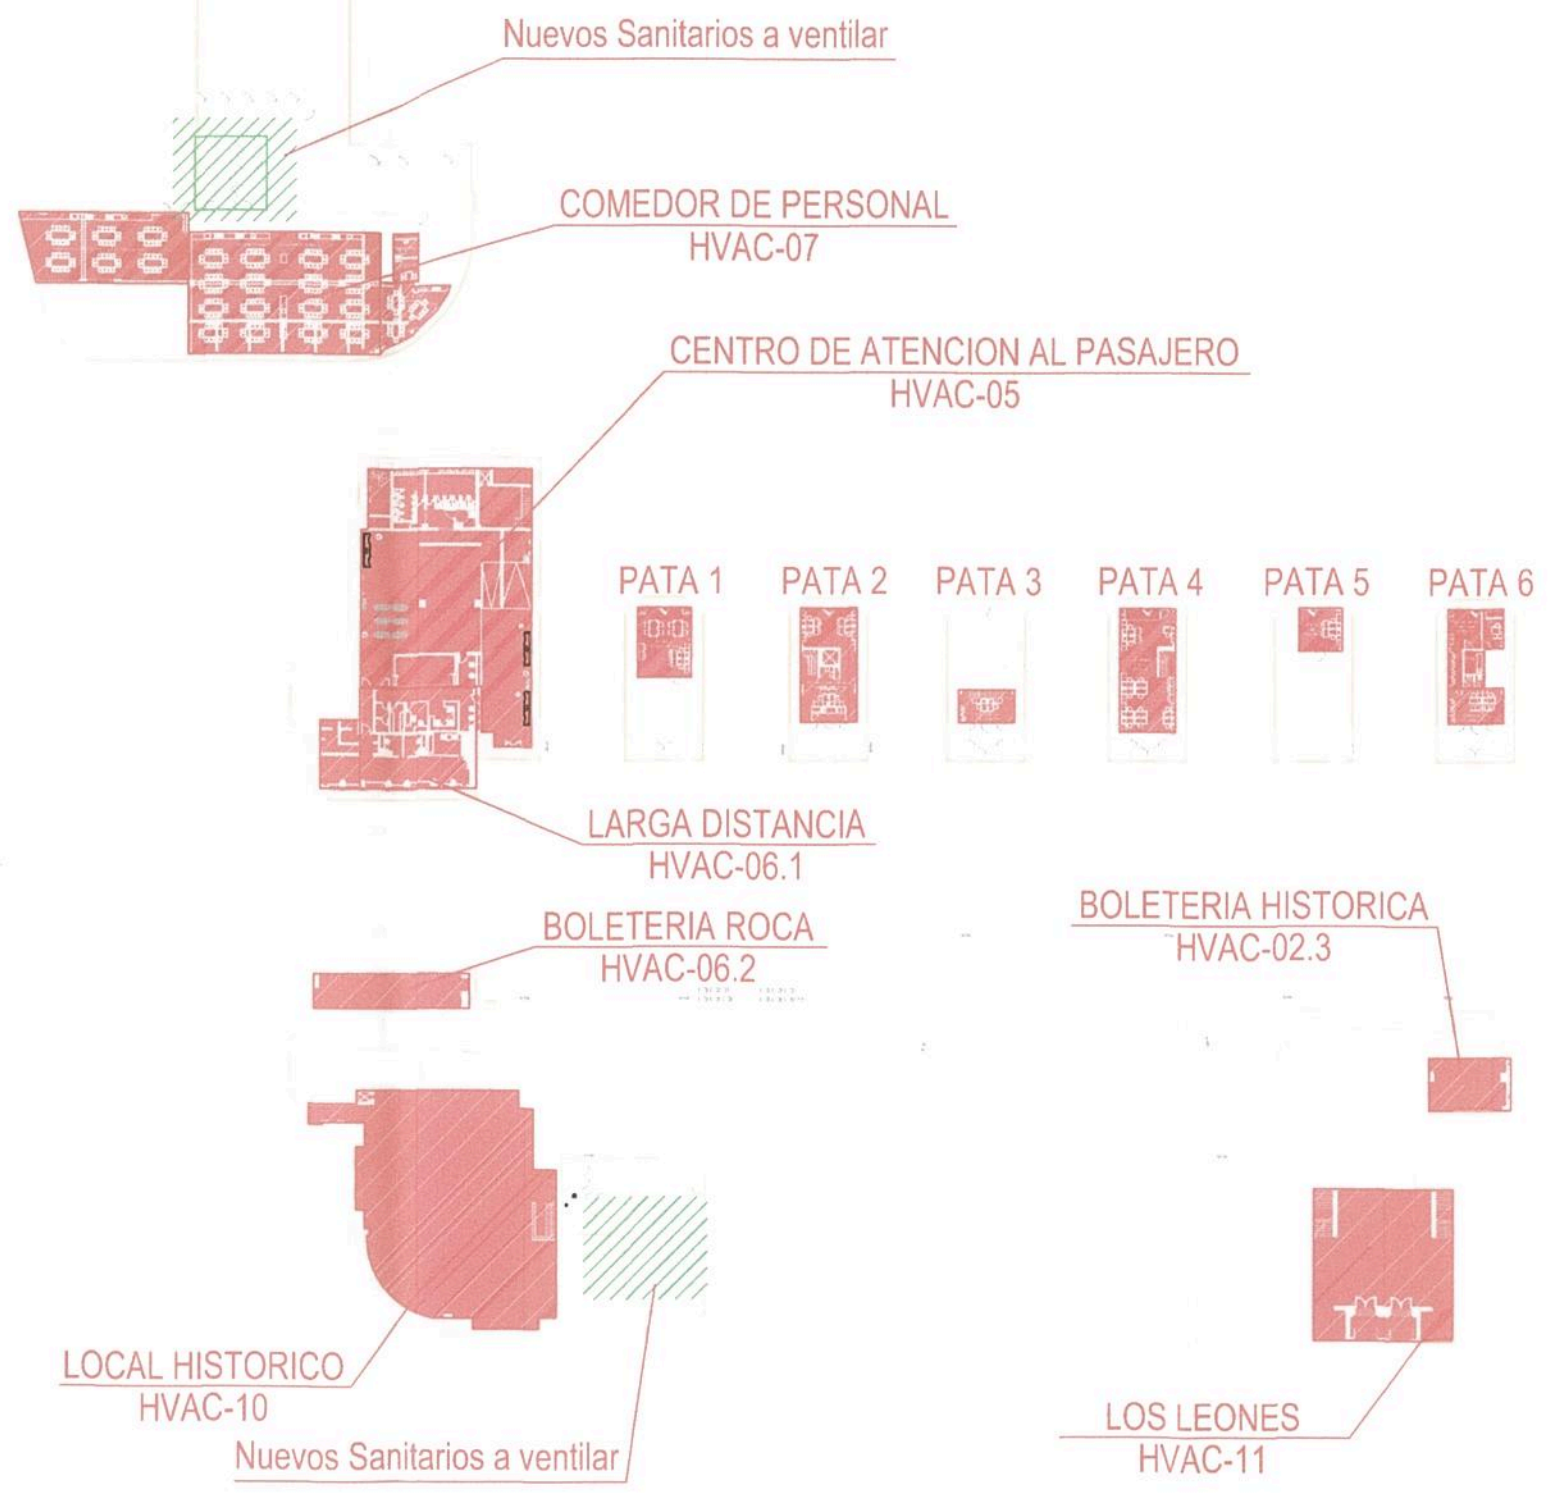 Nuevos Sanitarios a ventilar
COMEDOR DE PERSONAL
HVAC-07
CENTRO DE ATENCION AL PASAJERO
HVAC-05
PATA 1
PATA 2
PATA 3
PATA 4
PATA 5
PATA 6
LARGA DISTANCIA
HVAC-06.1
BOLETERIA ROCA
HVAC-06.2
BOLETERIA HISTORICA
HVAC-02.3
LOCAL HISTORICO
HVAC-10
Nuevos Sanitarios a ventilar
LOS LEONES
HVAC-11